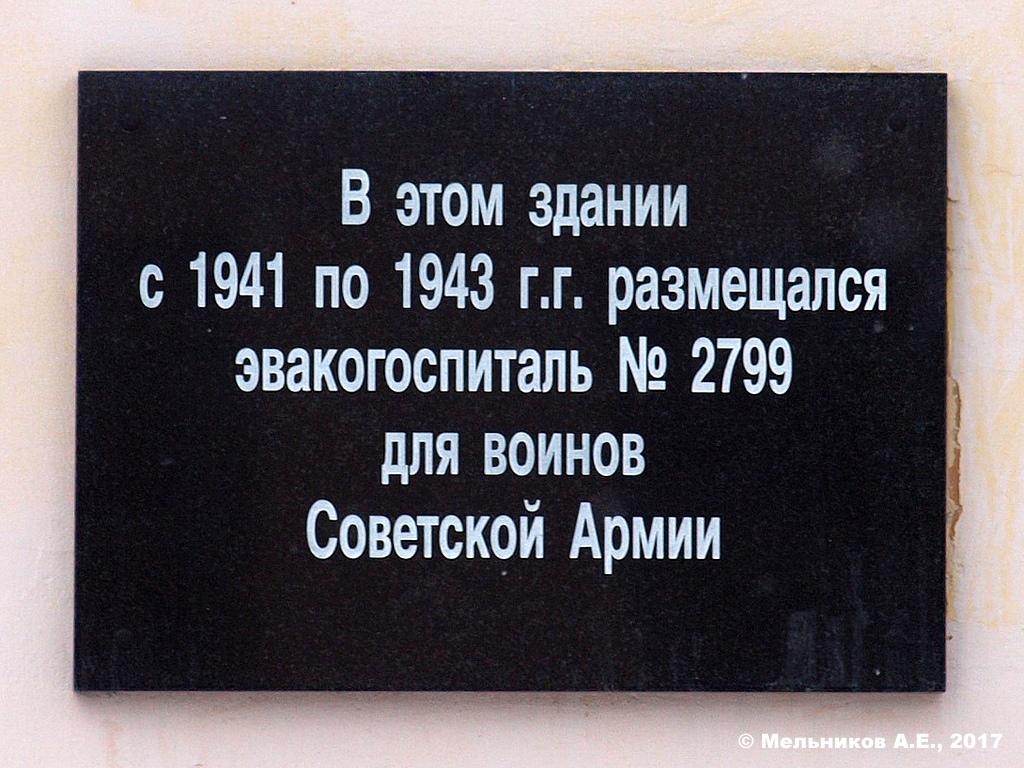 В этом здании
с 1941 по 1943 г.г. размещался
эвакогоспиталь № 2799
для воинов
Советской Армии
© Мельников А.Е., 2017